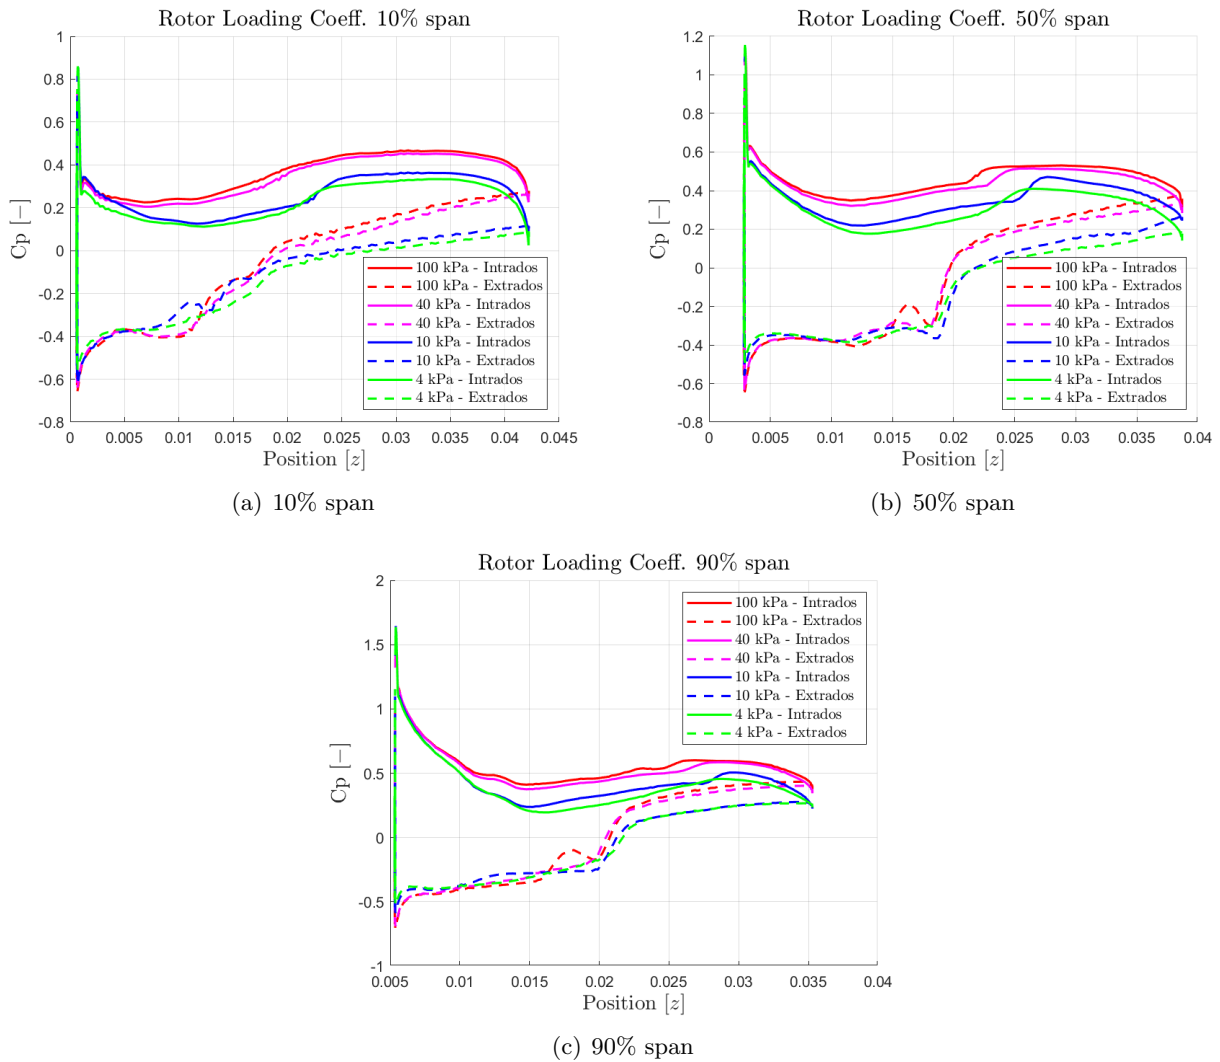 Rotor Loading Coeff. 10% span
1
0.8
0.6
0.4
0.2
0
-0.2
-0.4
-0.6
-0.8
Cp [−]
0
0.005
0.01
0.015
0.02
0.025
0.03
0.035
0.04
0.045
Position [z]
100 kPa - Intrados
100 kPa - Extrados
40 kPa - Intrados
40 kPa - Extrados
10 kPa - Intrados
10 kPa - Extrados
4 kPa - Intrados
4 kPa - Extrados
(a) 10% span
Rotor Loading Coeff. 50% span
1.2
1
0.8
0.6
0.4
0.2
0
-0.2
-0.4
-0.6
-0.8
Cp [−]
0
0.005
0.01
0.015
0.02
0.025
0.03
0.035
0.04
Position [z]
100 kPa - Intrados
100 kPa - Extrados
40 kPa - Intrados
40 kPa - Extrados
10 kPa - Intrados
10 kPa - Extrados
4 kPa - Intrados
4 kPa - Extrados
(b) 50% span
Rotor Loading Coeff. 90% span
2
1.5
1
0.5
0
-0.5
-1
Cp [−]
0.005
0.01
0.015
0.02
0.025
0.03
0.035
0.04
Position [z]
100 kPa - Intrados
100 kPa - Extrados
40 kPa - Intrados
40 kPa - Extrados
10 kPa - Intrados
10 kPa - Extrados
4 kPa - Intrados
4 kPa - Extrados
(c) 90% span